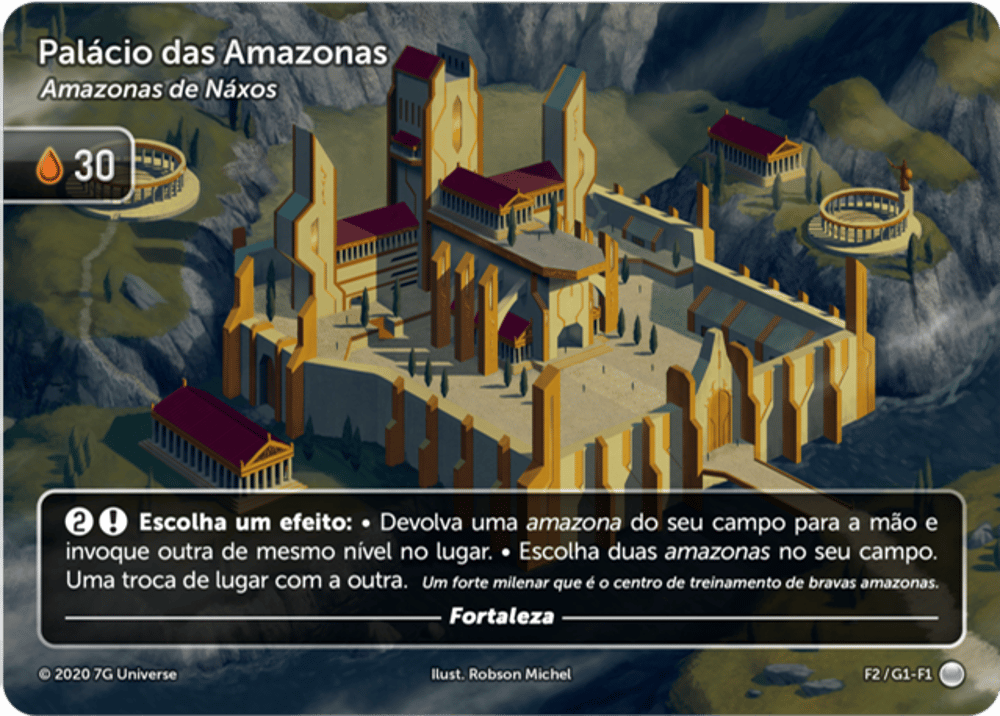 Palácio das Amazonas
Amazonas de Náxos
30
2 ! Escolha um efeito: • Devolva uma amazona do seu campo para a mão e
invoque outra de mesmo nível no lugar. • Escolha duas amazonas no seu campo.
Uma troca de lugar com a outra. Um forte milenar que é o centro de treinamento de bravas amazonas.
Fortaleza
© 2020 7G Universe
Ilust. Robson Michel
F2 / G1-F1